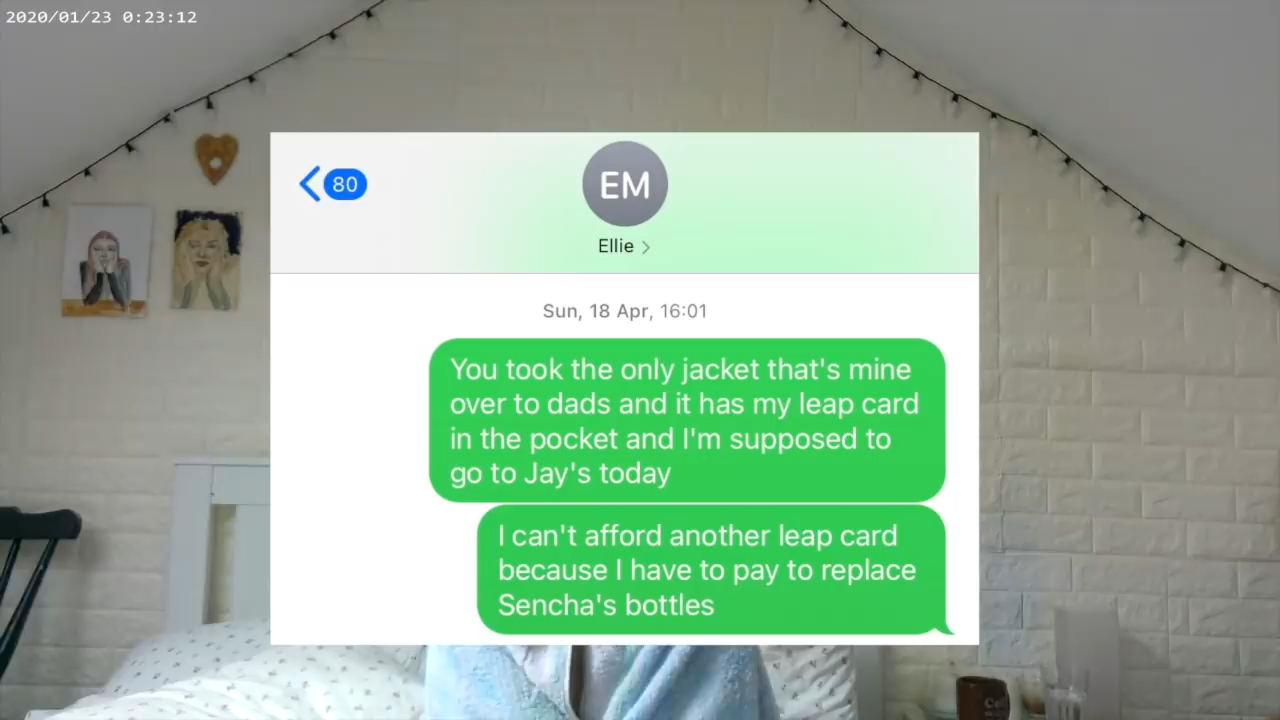 2020/01/23 0:23:12
80
EM
Ellie
Sun, 18 Apr, 16:01
You took the only jacket that's mine
over to dads and it has my leap card
in the pocket and I'm supposed to
go to Jay's today
I can't afford another leap card
because I have to pay to replace
Sencha's bottles